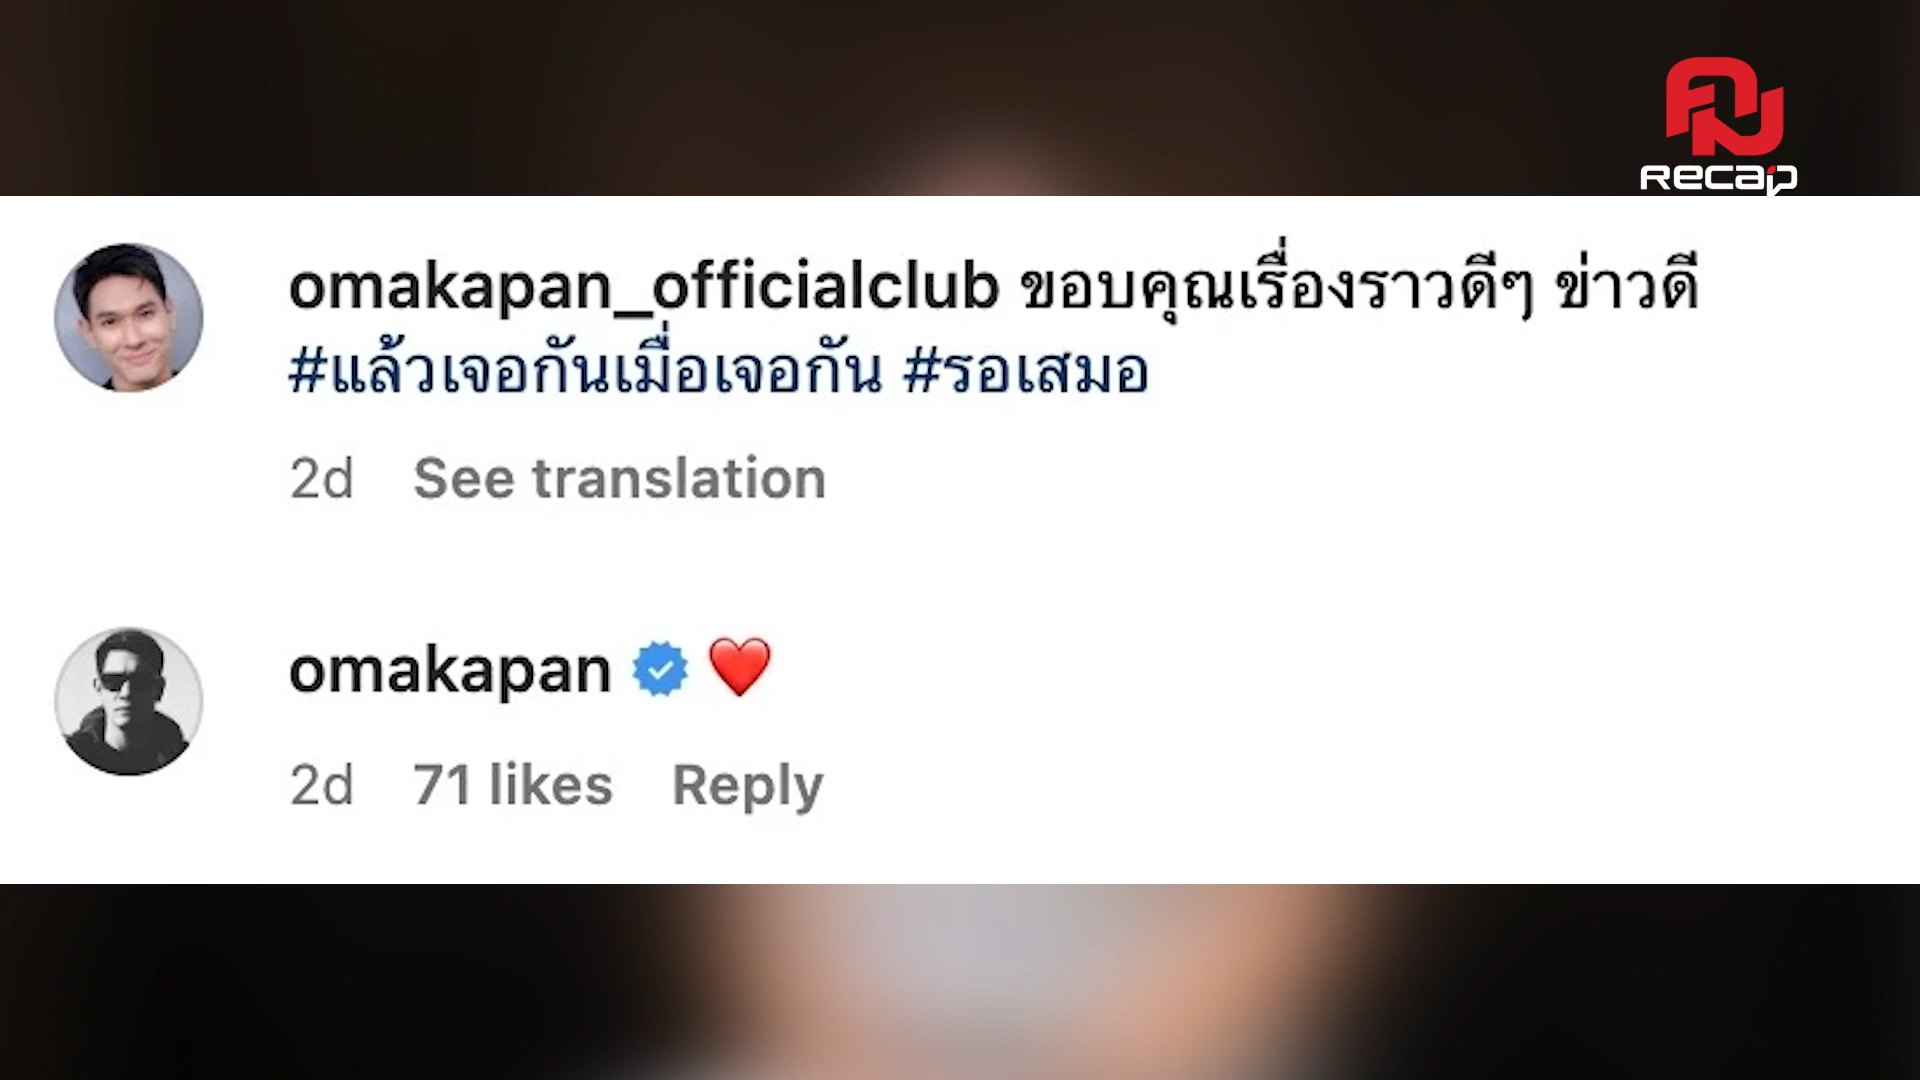 Recap
omakapan_officialclub ขอบคุณเรื่องราวดีๆ ข่าวดี
#แล้วเจอกันเมื่อเจอกัน #รอเสมอ
2d See translation
omakapan ❤️
2d 71 likes Reply